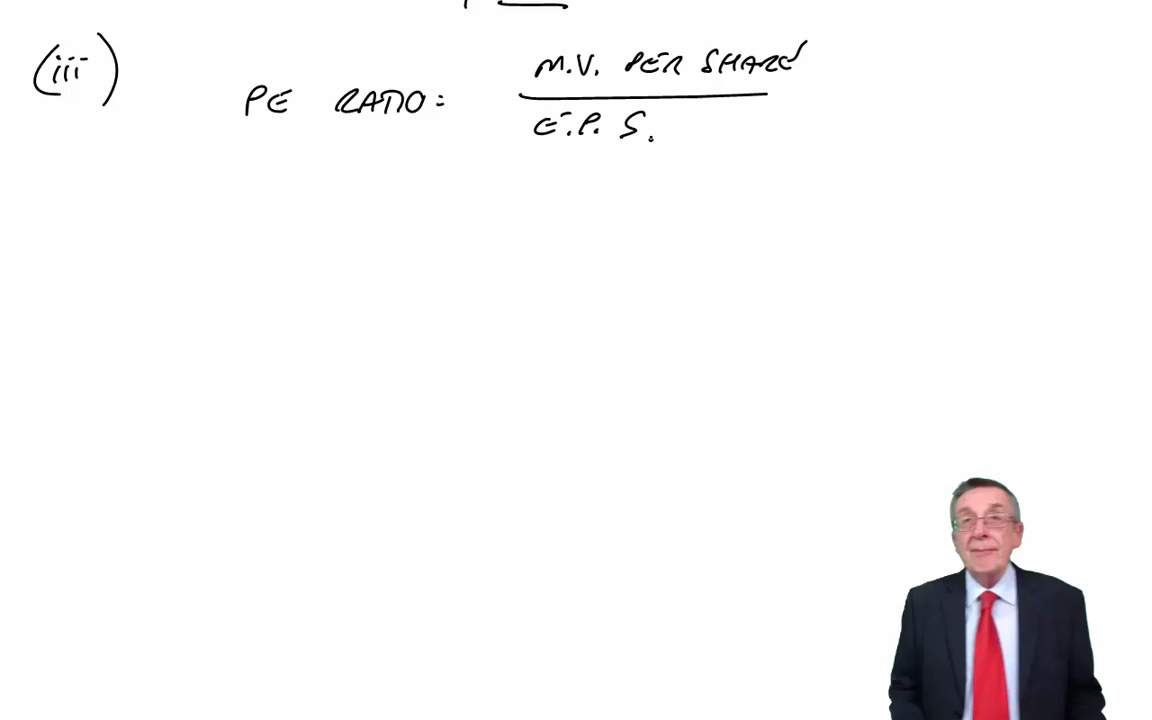 (iii)
PE RATIO = M.V. PER SHARE
E.P.S.